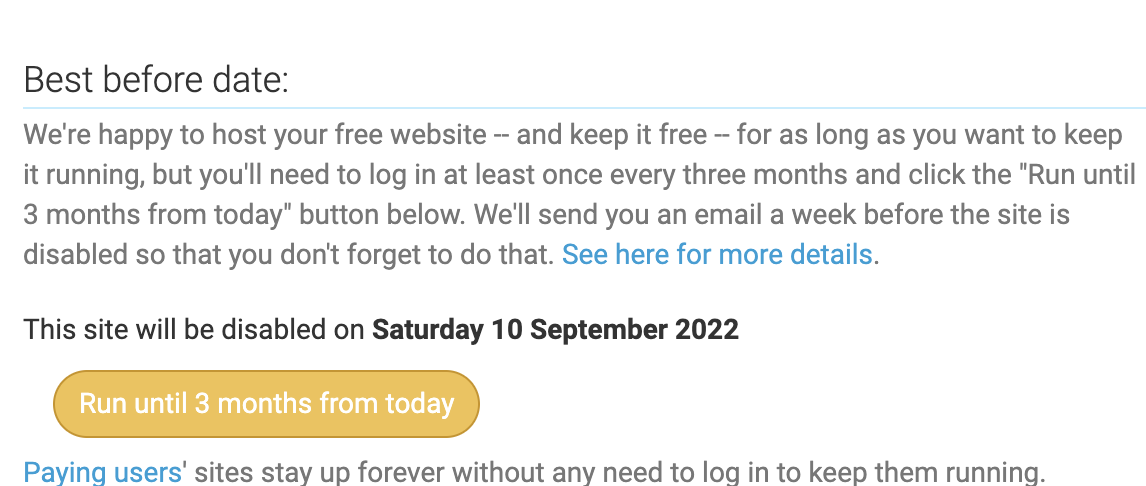 Best before date:
We're happy to host your free website -- and keep it free -- for as long as you want to keep
it running, but you'll need to log in at least once every three months and click the "Run until
3 months from today" button below. We'll send you an email a week before the site is
disabled so that you don't forget to do that. See here for more details.
This site will be disabled on Saturday 10 September 2022
Run until 3 months from today
Paying users' sites stay up forever without any need to log in to keep them running.